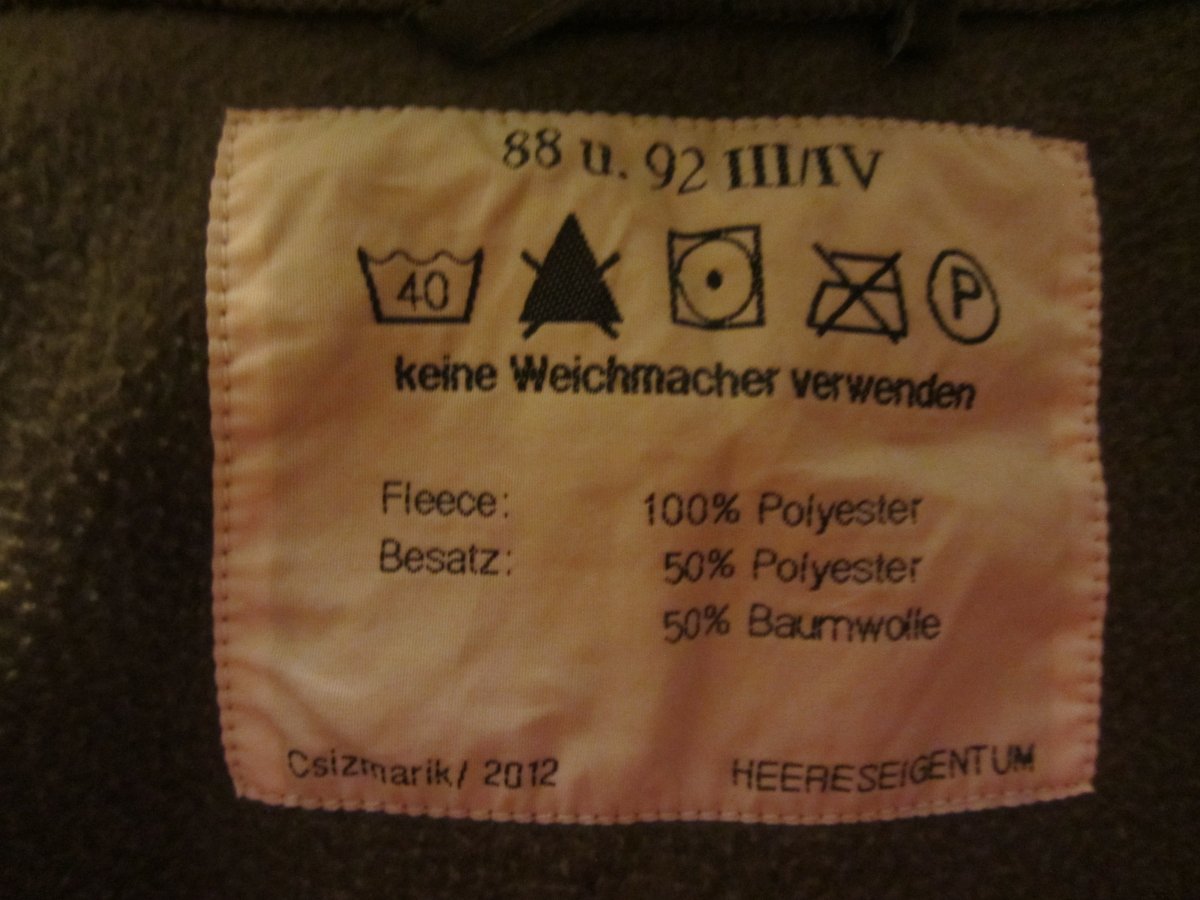 88 u. 92 III/IV
40 P
keine Weichmacher verwenden
Fleece: 100% Polyester
Besatz: 50% Polyester
50% Baumwolle
Csizmarik/ 2012 HEERESEIGENTUM